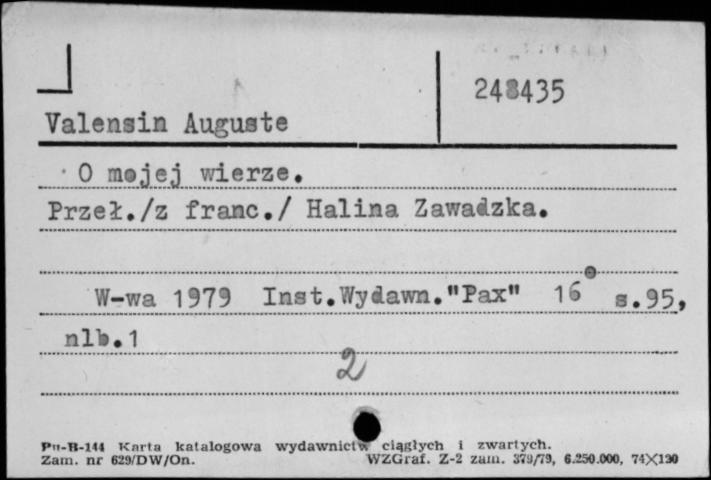 248435
Valensin Auguste
O mojej wierze.
Przeł./z franc./ Halina Zawadzka.
W-wa 1979 Inst.Wydawn."Pax" 16° s.95,
nlb.1
2
Pu-B-144 Karta katalogowa wydawnictw ciągłych i zwartych.
Zam. nr 629/DW/On. WZGraf. Z-2 zam. 379/79, 6.250.000, 74X130